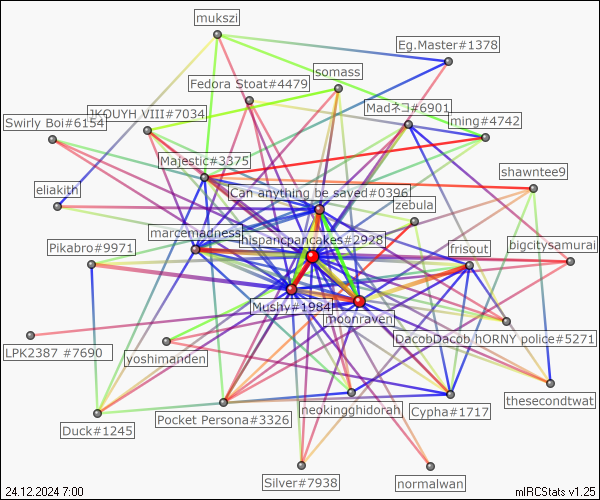 mukszi
Eg.Master#1378
somass
Fedora Stoat#4479
Madネコ#6901
JKOUYH VIII#7034
ming#4742
Swirly Boi#6154
Majestic#3375
shawntee9
eliakith
Can anything be saved#0396
zebula
marcemadness
hispanicpancakes#2928
Pikabro#9971
frisout
bigcitysamurai
Mushy#1984
moonraven
DacobDacob hORNY police#5271
LPK2387 #7690
yoshimanden
thesecondtwat
neokingghidorah
Cypha#1717
Pocket Persona#3326
Duck#1245
Silver#7938
normalwan
24.12.2024 7:00
mIRCStats v1.25